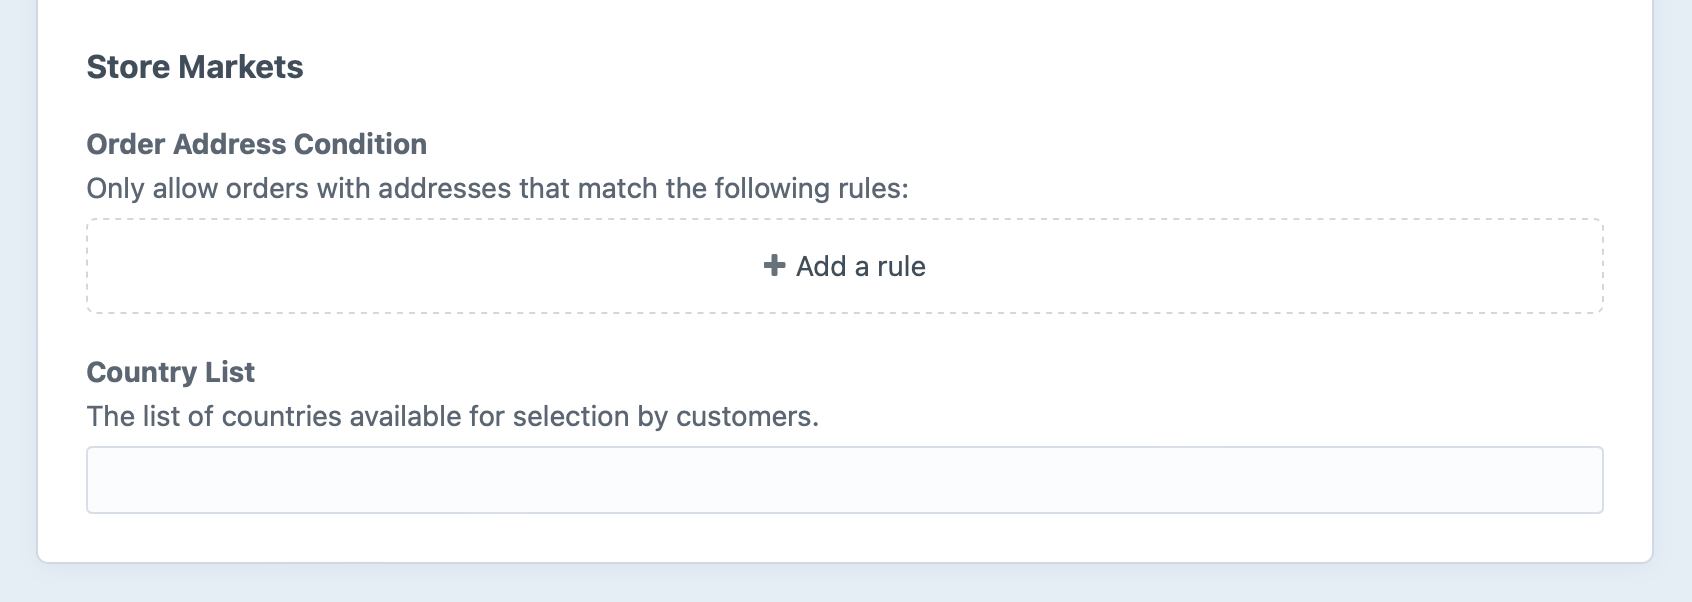 Store Markets
Order Address Condition
Only allow orders with addresses that match the following rules:
Add a rule
Country List
The list of countries available for selection by customers.